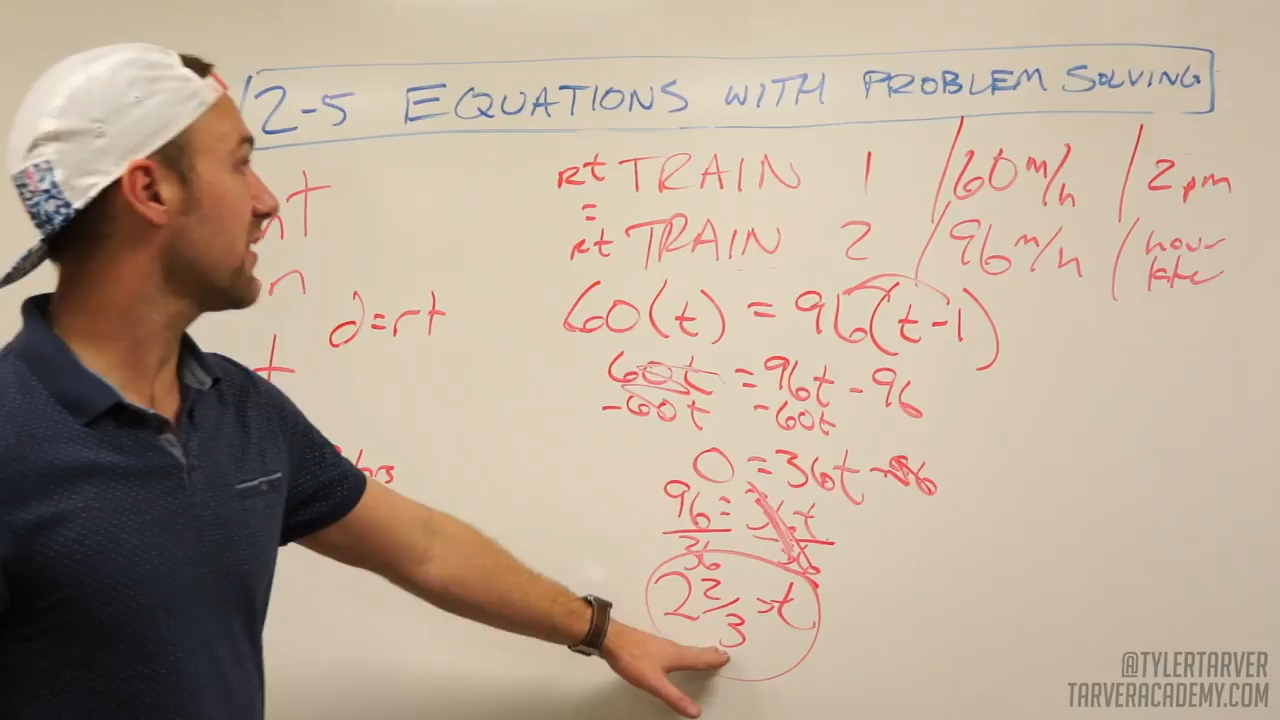 2-5 EQUATIONS WITH PROBLEM SOLVING
rt TRAIN 1 / 60 m/h / 2 pm
=
rt TRAIN 2 / 96 m/h / hour
late
nt
n
d=rt
t
60(t) = 96(t-1)
60t = 96t - 96
-60t -60t
0 = 36t - 96
96 = 36t
36 36
2 2/3 = t
hrs
@TYLERTARVER
TARVERACADEMY.COM